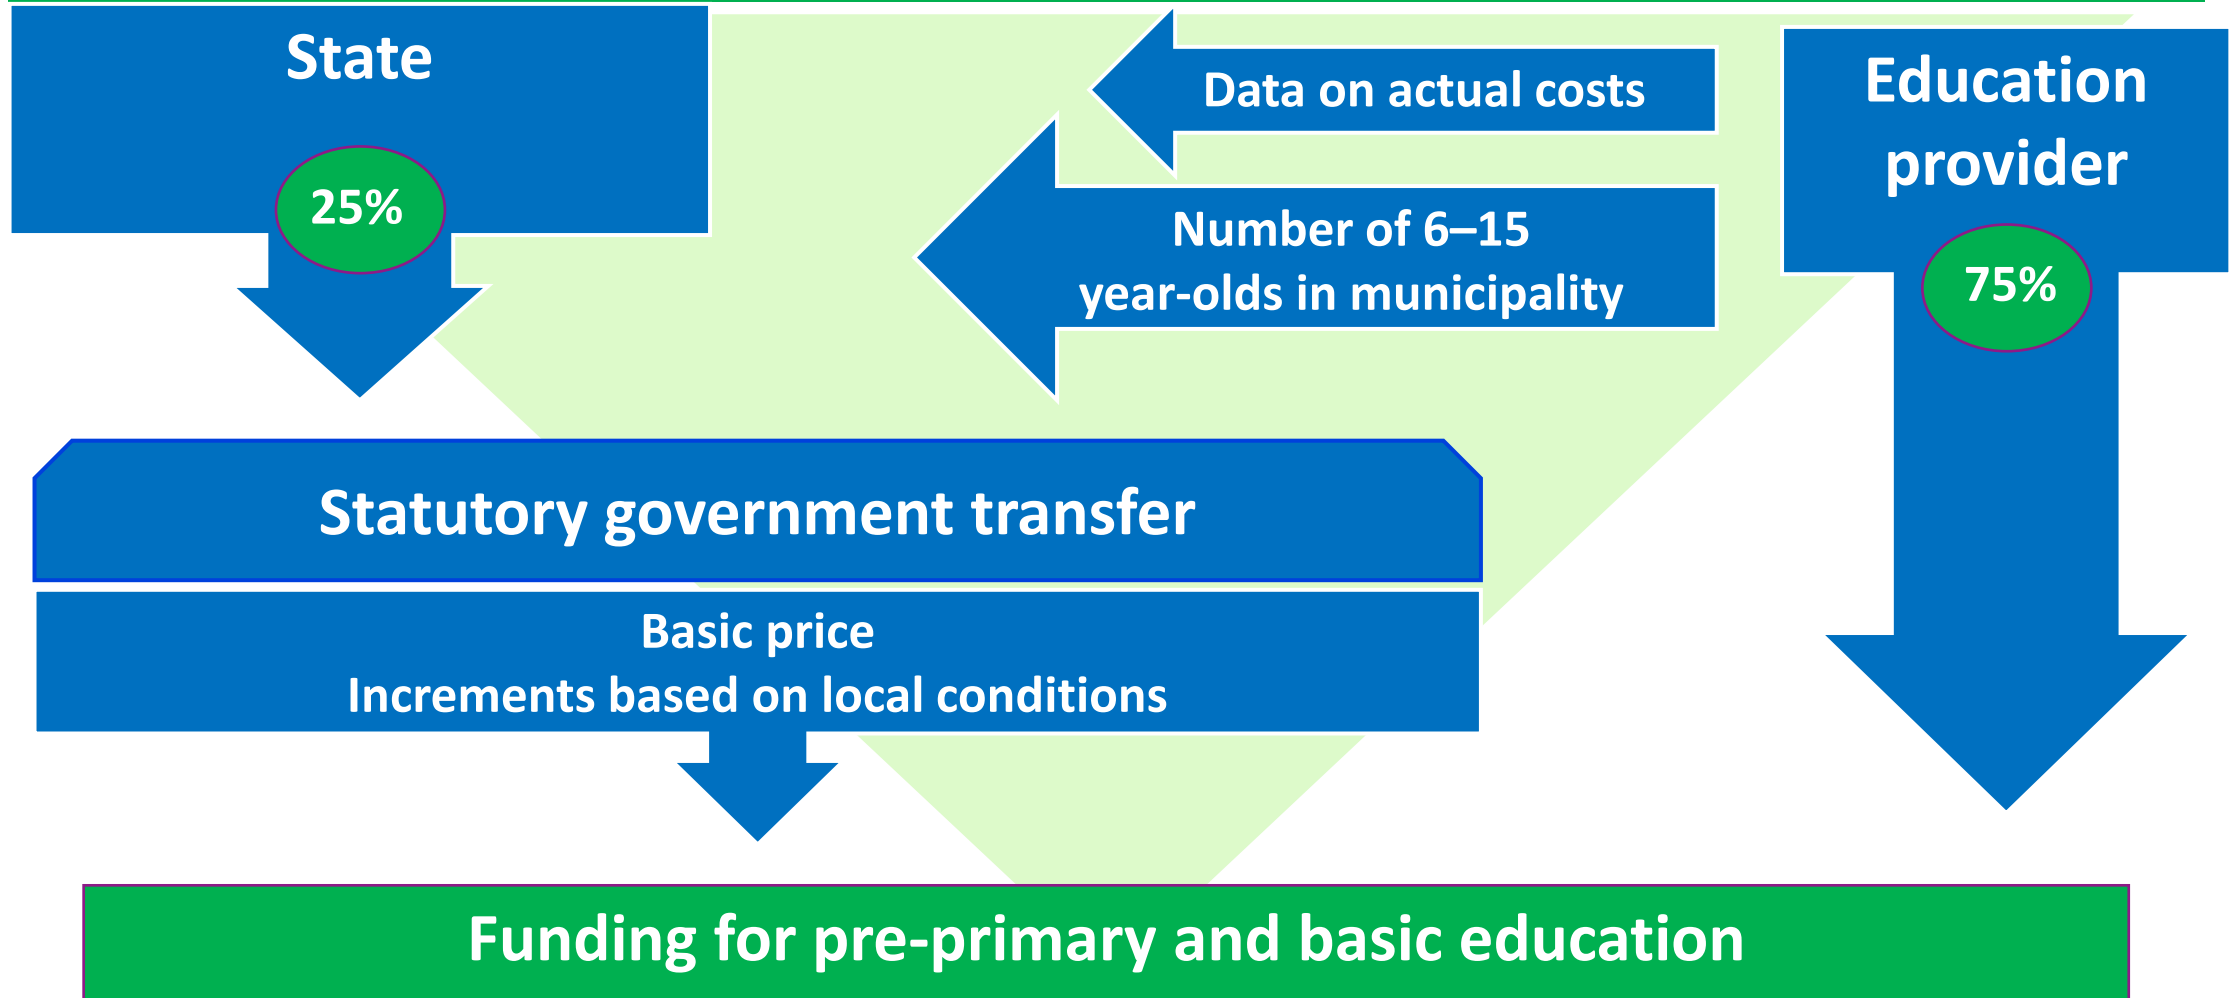 State
25%
Data on actual costs
Number of 6–15
year-olds in municipality
Education
provider
75%
Statutory government transfer
Basic price
Increments based on local conditions
Funding for pre-primary and basic education